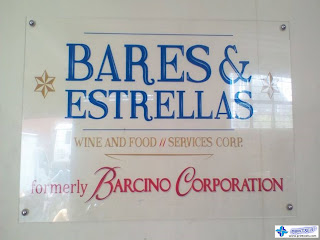 BARES &
ESTRELLAS
WINE AND FOOD // SERVICES CORP.
formerly BARCINO CORPORATION